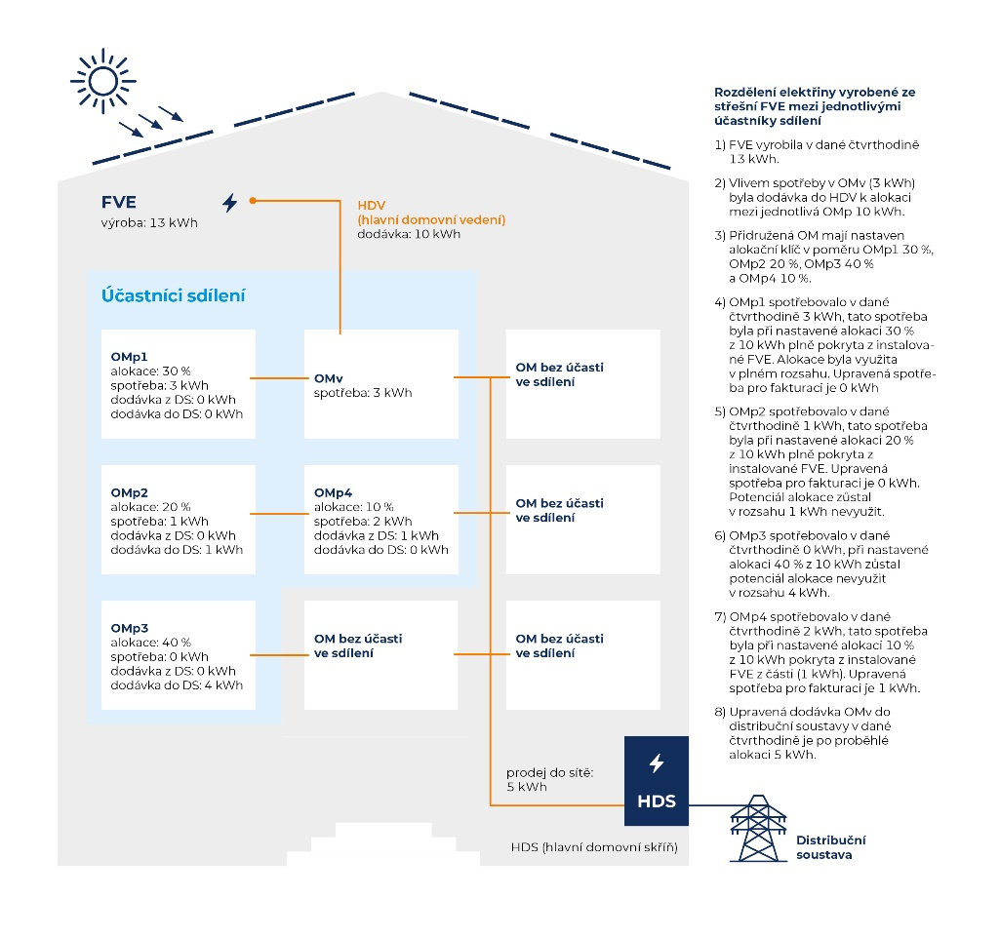 FVE
výroba: 13 kWh
HDV
(hlavní domovní vedení)
dodávka: 10 kWh
Účastníci sdílení
OMp1
alokace: 30 %
spotřeba: 3 kWh
dodávka z DS: 0 kWh
dodávka do DS: 0 kWh
OMv
spotřeba: 3 kWh
OM bez účasti
ve sdílení
OMp2
alokace: 20 %
spotřeba: 1 kWh
dodávka z DS: 0 kWh
dodávka do DS: 1 kWh
OMp4
alokace: 10 %
spotřeba: 2 kWh
dodávka z DS: 1 kWh
dodávka do DS: 0 kWh
OM bez účasti
ve sdílení
OMp3
alokace: 40 %
spotřeba: 0 kWh
dodávka z DS: 0 kWh
dodávka do DS: 4 kWh
OM bez účasti
ve sdílení
OM bez účasti
ve sdílení
prodej do sítě:
5 kWh
HDS
HDS (hlavní domovní skříň)
Distribuční
soustava
Rozdělení elektřiny vyrobené ze
střešní FVE mezi jednotlivými
účastníky sdílení
1) FVE vyrobila v dané čtvrthodině
13 kWh.
2) Vlivem spotřeby v OMv (3 kWh)
byla dodávka do HDV k alokaci
mezi jednotlivá OMp 10 kWh.
3) Přidružená OM mají nastaven
alokační klíč v poměru OMp1 30 %,
OMp2 20 %, OMp3 40 %
a OMp4 10 %.
4) OMp1 spotřebovalo v dané
čtvrthodině 3 kWh, tato spotřeba
byla při nastavené alokaci 30 %
z 10 kWh plně pokryta z instalova-
né FVE. Alokace byla využita
v plném rozsahu. Upravená spotře-
ba pro fakturaci je 0 kWh
5) OMp2 spotřebovalo v dané
čtvrthodině 1 kWh, tato spotřeba
byla při nastavené alokaci 20 %
z 10 kWh plně pokryta z
instalované FVE. Upravená
spotřeba pro fakturaci je 0 kWh.
Potenciál alokace zůstal
v rozsahu 1 kWh nevyužit.
6) OMp3 spotřebovalo v dané
čtvrthodině 0 kWh, při nastavené
alokaci 40 % z 10 kWh zůstal
potenciál alokace nevyužit
v rozsahu 4 kWh.
7) OMp4 spotřebovalo v dané
čtvrthodině 2 kWh, tato spotřeba
byla při nastavené alokaci 10 %
z 10 kWh pokryta z instalované
FVE z části (1 kWh). Upravená
spotřeba pro fakturaci je 1 kWh.
8) Upravená dodávka OMv do
distribuční soustavy v dané
čtvrthodině je po proběhlé
alokaci 5 kWh.